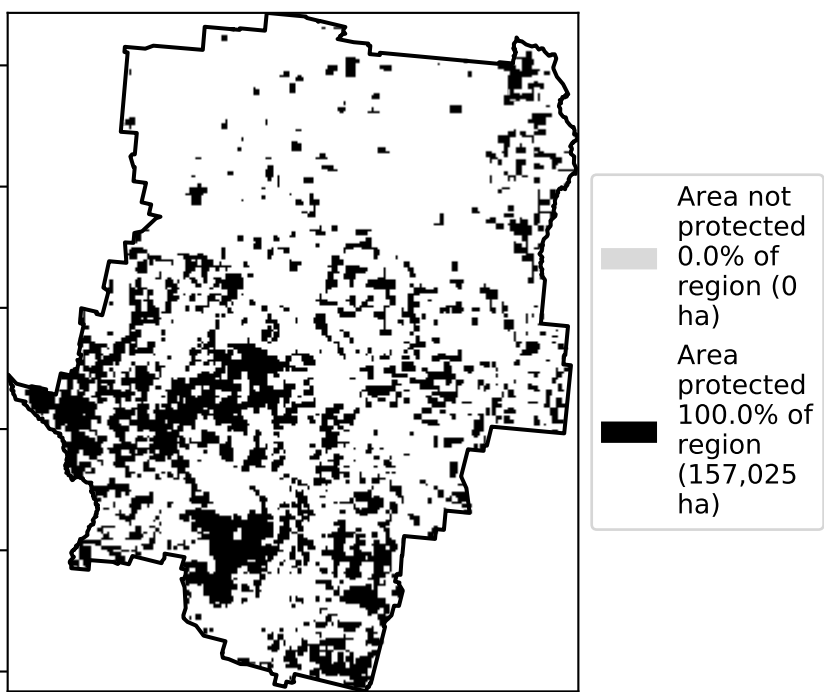 Area not
protected
0.0% of
region (0
ha)
Area
protected
100.0% of
region
(157,025
ha)